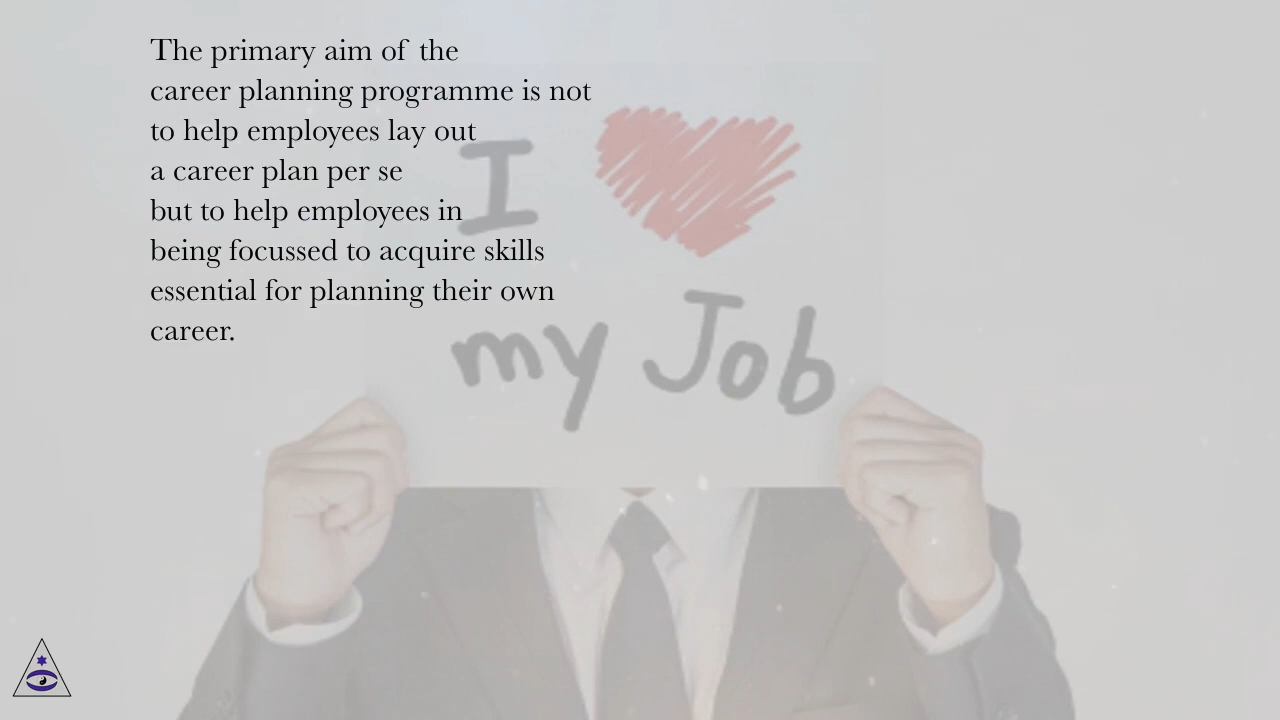 The primary aim of the
career planning programme is not
to help employees lay out
a career plan per se
but to help employees in
being focussed to acquire skills
essential for planning their own
career.
I
my Job